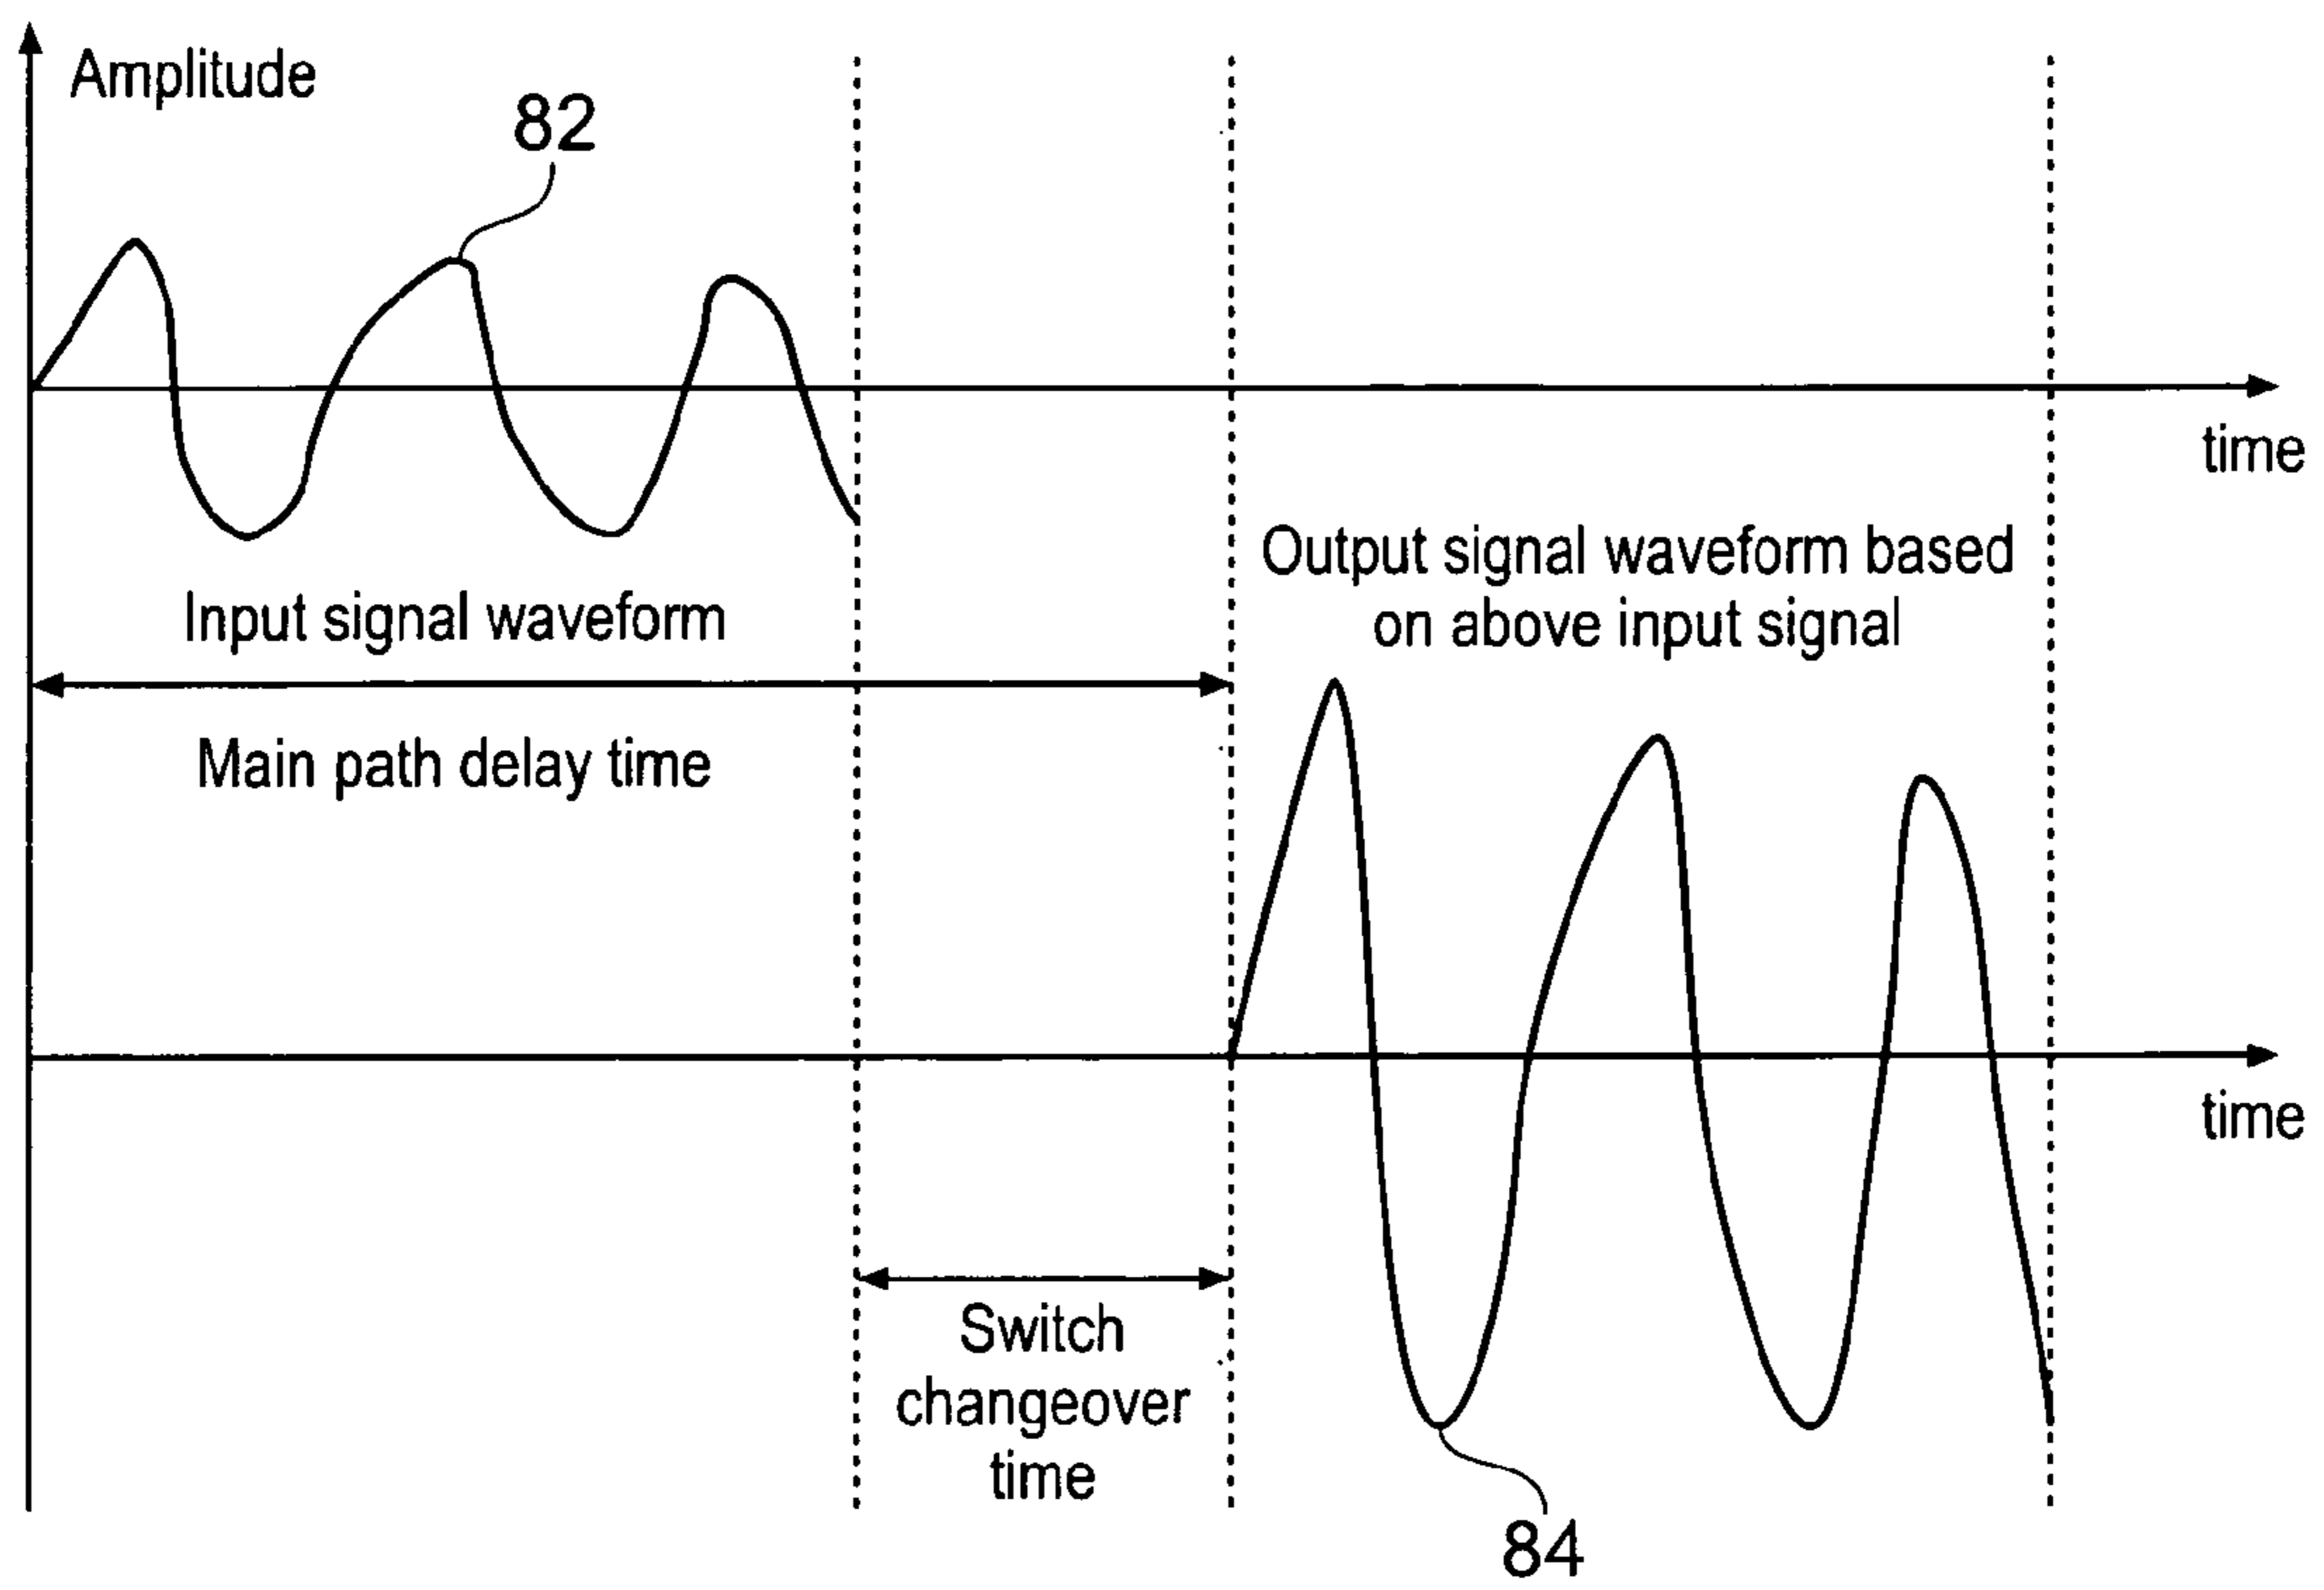 Amplitude
82
time
Input signal waveform
Output signal waveform based
on above input signal
Main path delay time
time
Switch
changeover
time
84